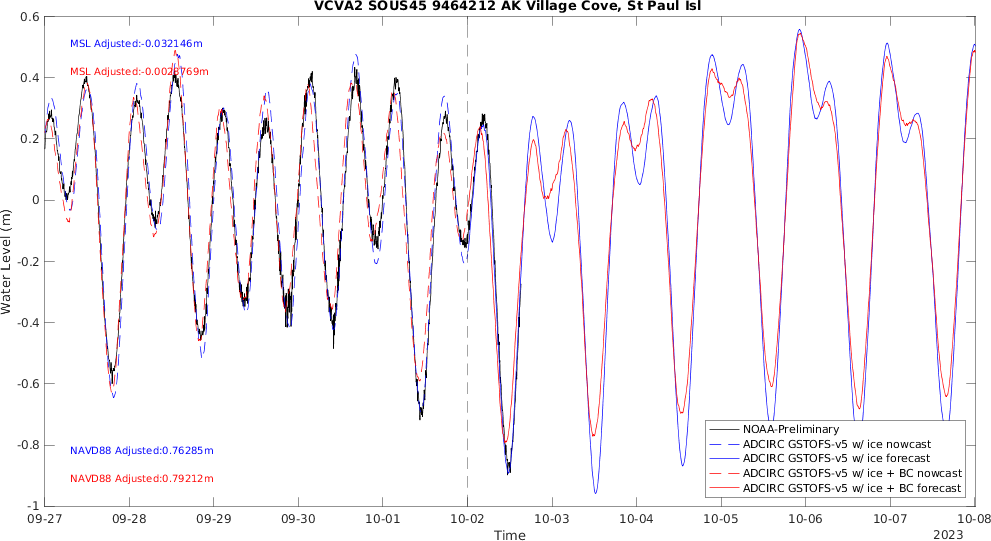 VCVA2 SOUS45 9464212 AK Village Cove, St Paul Isl
0.6
0.4
0.2
0
-0.2
-0.4
-0.6
-0.8
-1
Water Level (m)
MSL Adjusted:-0.032146m
MSL Adjusted:-0.0028769m
NAVD88 Adjusted:0.76285m
NAVD88 Adjusted:0.79212m
NOAA-Preliminary
ADCIRC GSTOFS-v5 w/ ice nowcast
ADCIRC GSTOFS-v5 w/ ice forecast
ADCIRC GSTOFS-v5 w/ ice + BC nowcast
ADCIRC GSTOFS-v5 w/ ice + BC forecast
09-27 09-28 09-29 09-30 10-01 10-02 10-03 10-04 10-05 10-06 10-07 10-08
Time
2023